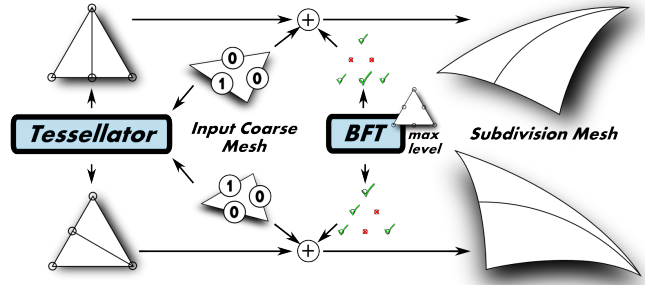 0
1
0
Tessellator
Input Coarse
Mesh
BFT
max
level
Subdivision Mesh
1
0
0